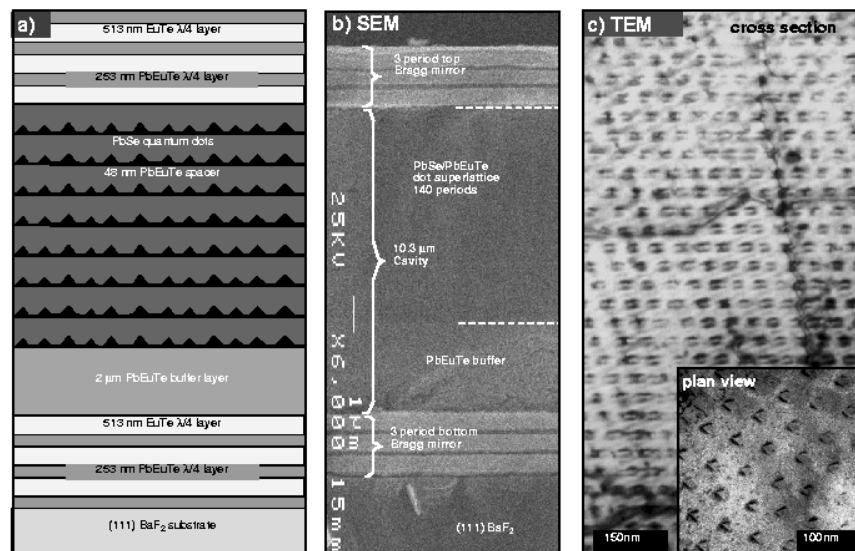 a)
513 nm EuTe λ/4 layer
253 nm PbEuTe λ/4 layer
PbSe quantum dots
48 nm PbEuTe spacer
2 µm PbEuTe buffer layer
513 nm EuTe λ/4 layer
253 nm PbEuTe λ/4 layer
(111) BaF₂ substrate
b) SEM
3 period top
Bragg mirror
PbSe/PbEuTe
dot superlattice
140 periods
10.3 µm
Cavity
PbEuTe buffer
3 period bottom
Bragg mirror
(111) BaF₂
25KV X6,000 1µm 15mm
c) TEM
cross section
plan view
150nm
100nm